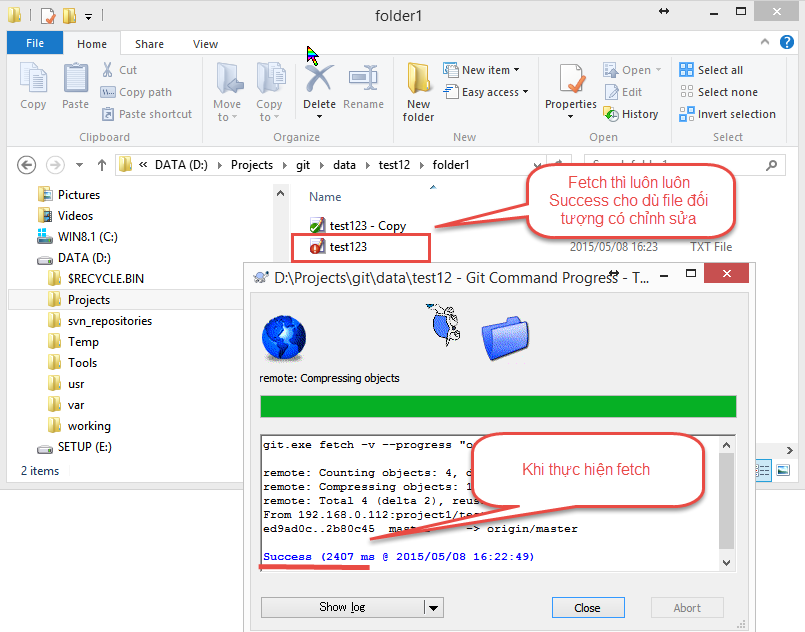 folder1
File
Home
Share
View
Copy
Paste
Cut
Copy path
Paste shortcut
Clipboard
Move to
Copy to
Delete
Rename
Organize
New folder
New item
Easy access
New
Properties
Open
Edit
History
Open
Select all
Select none
Invert selection
Select
« DATA (D:) Projects git data test12 folder1
Pictures
Videos
WIN8.1 (C:)
DATA (D:)
$RECYCLE.BIN
Projects
svn_repositories
Temp
Tools
usr
var
working
SETUP (E:)
2 items
Name
test123 - Copy
test123
2015/05/08 16:23
TXT File
Fetch thì luôn luôn
Success cho dù file đối
tượng có chỉnh sửa
D:\Projects\git\data\test12 - Git Command Progress - T...
remote: Compressing objects
git.exe fetch -v --progress "o
remote: Counting objects: 4, d
remote: Compressing objects: 1
remote: Total 4 (delta 2), reus
From 192.168.0.112:project1/te
ed9ad0c..2b80c45 master -> origin/master
Success (2407 ms @ 2015/05/08 16:22:49)
Khi thực hiện fetch
Show log
Close
Abort